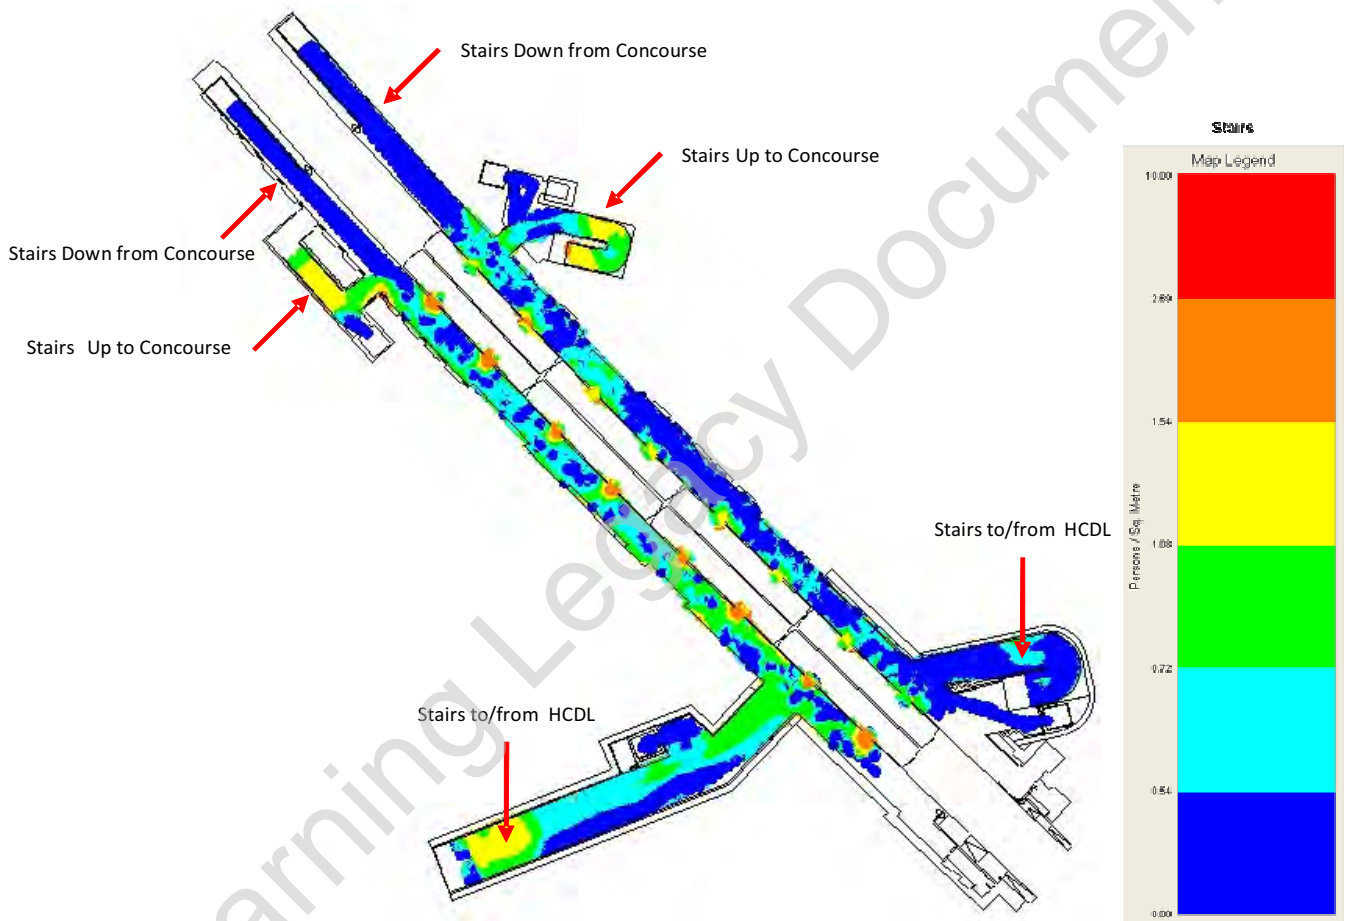 Stairs Down from Concourse
Stairs Up to Concourse
Stairs Down from Concourse
Stairs Up to Concourse
Stairs to/from HCDL
Stairs to/from HCDL
Stairs
Map Legend
10.00
2.69
1.54
1.08
0.72
0.54
0.00
Persons / Sq. Metre
arning Legacy Documen